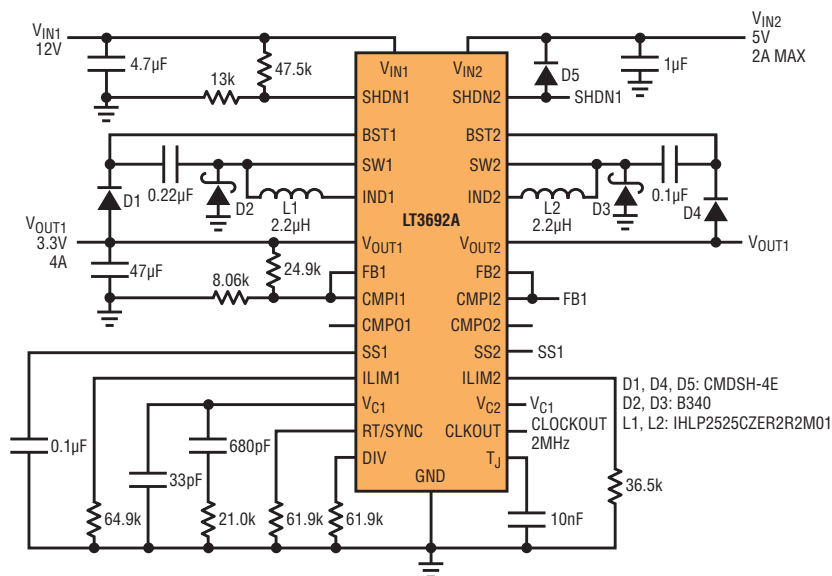 VIN1
12V
4.7µF
13k
47.5k
VIN1
SHDN1
BST1
SW1
IND1
0.22µF
D1
D2
L1
2.2µH
VOUT1
3.3V
4A
47µF
8.06k
24.9k
VOUT1
FB1
CMPI1
CMPO1
SS1
ILIM1
VC1
RT/SYNC
DIV
0.1µF
33pF
680pF
64.9k
21.0k
61.9k
61.9k
LT3692A
GND
VIN2
5V
2A MAX
VIN2
D5
1µF
SHDN2
SHDN1
BST2
SW2
IND2
L2
2.2µH
D3
0.1µF
D4
VOUT2
VOUT1
FB2
CMPI2
FB1
CMPO2
SS2
SS1
ILIM2
VC2
VC1
CLKOUT
CLOCKOUT
2MHz
TJ
10nF
36.5k
D1, D4, D5: CMDSH-4E
D2, D3: B340
L1, L2: IHLP2525CZER2R2M01